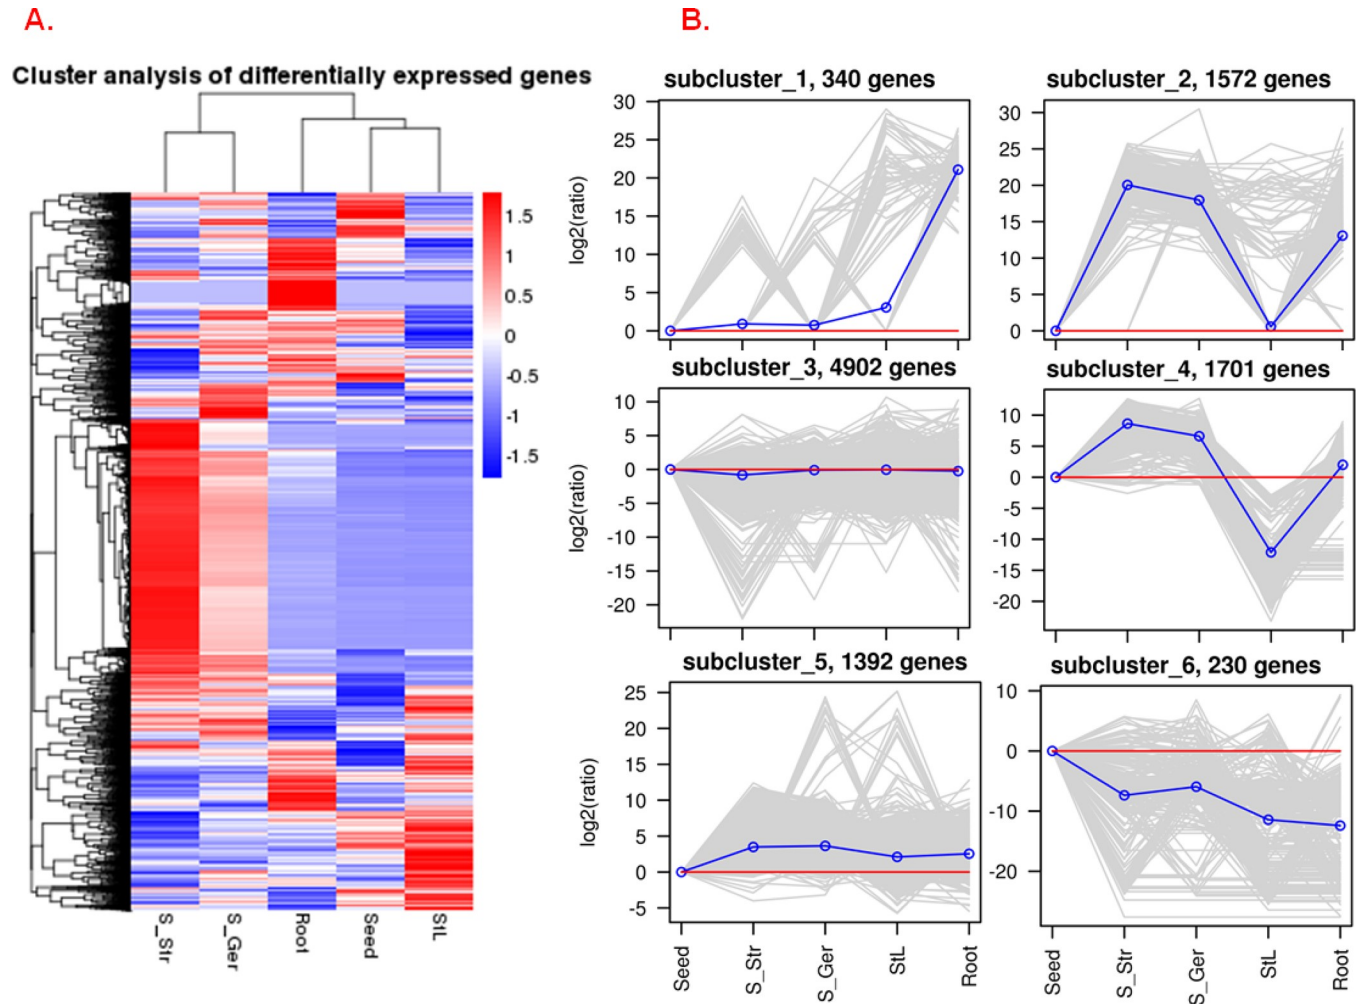 A.
B.
Cluster analysis of differentially expressed genes
1.5
1
0.5
0
-0.5
-1
-1.5
S_Str
S_Ger
Root
Seed
StL
subcluster_1, 340 genes
log2(ratio)
30
25
20
15
10
5
0
subcluster_2, 1572 genes
30
25
20
15
10
5
0
subcluster_3, 4902 genes
log2(ratio)
10
5
0
-5
-10
-15
-20
subcluster_4, 1701 genes
10
5
0
-5
-10
-15
-20
subcluster_5, 1392 genes
log2(ratio)
25
20
15
10
5
0
-5
Seed
S_Str
S_Ger
StL
Root
subcluster_6, 230 genes
10
0
-10
-20
Seed
S_Str
S_Ger
StL
Root